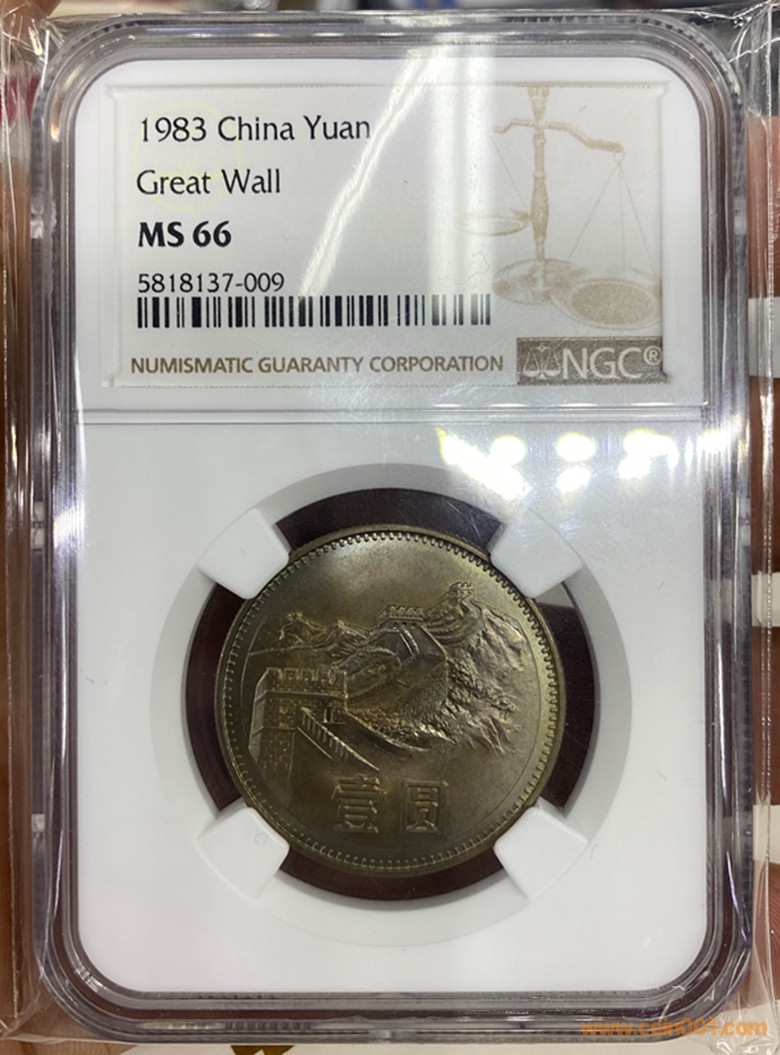 1983 China Yuan
Great Wall
MS 66
5818137-009
NUMISMATIC GUARANTY CORPORATION
NGC®
壹圆
www.coin001.com